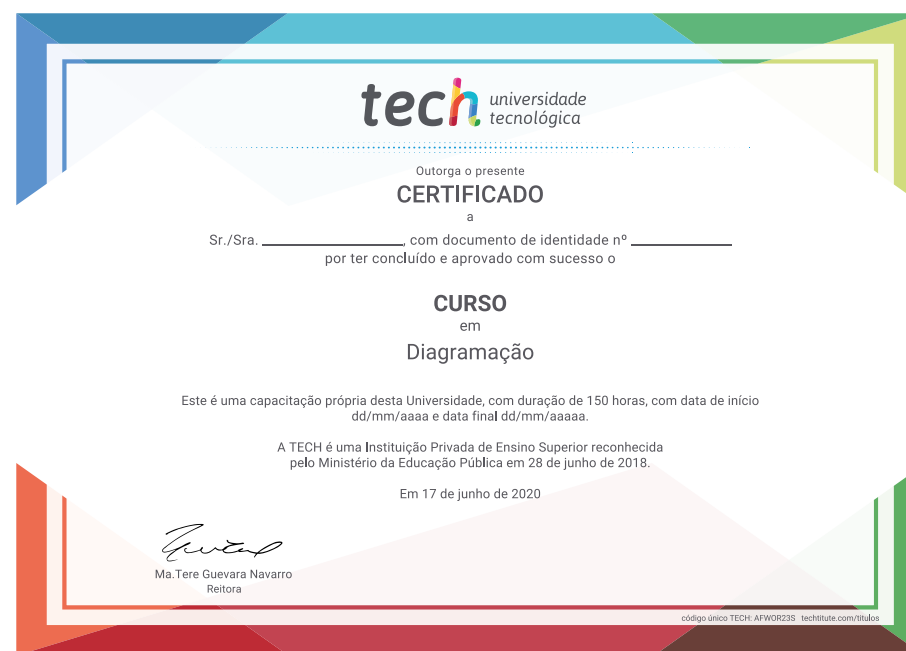 tech universidade
tecnológica
Outorga o presente
CERTIFICADO
a
Sr./Sra. ____________________, com documento de identidade nº ______________
por ter concluído e aprovado com sucesso o
CURSO
em
Diagramação
Este é uma capacitação própria desta Universidade, com duração de 150 horas, com data de início
dd/mm/aaaa e data final dd/mm/aaaaa.
A TECH é uma Instituição Privada de Ensino Superior reconhecida
pelo Ministério da Educação Pública em 28 de junho de 2018.
Em 17 de junho de 2020
Ma.Tere Guevara Navarro
Reitora
código único TECH: AFWOR23S techtitute.com/titulos